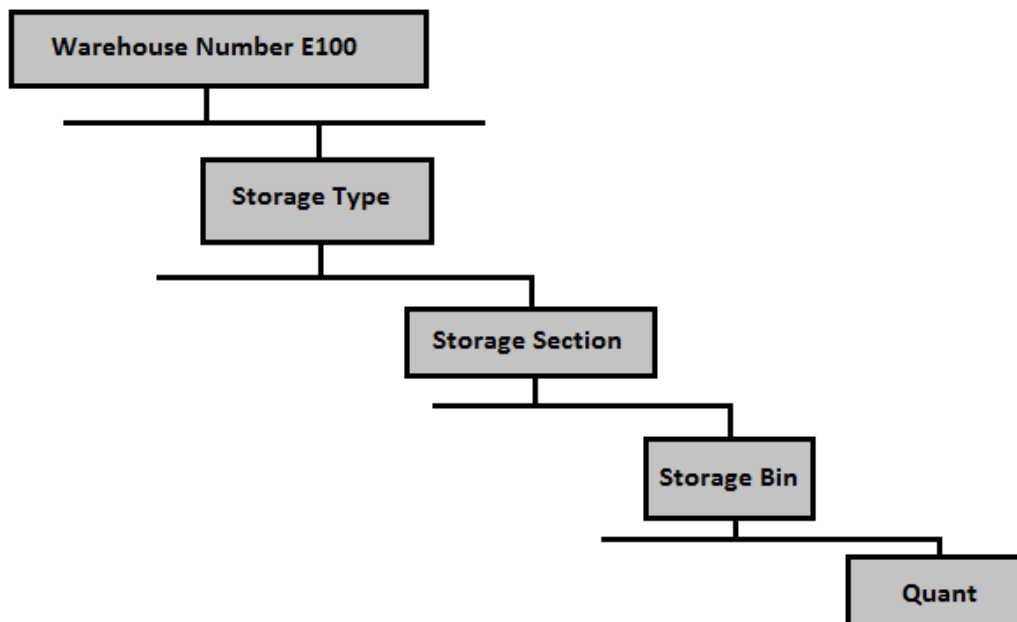 Warehouse Number E100
Storage Type
Storage Section
Storage Bin
Quant